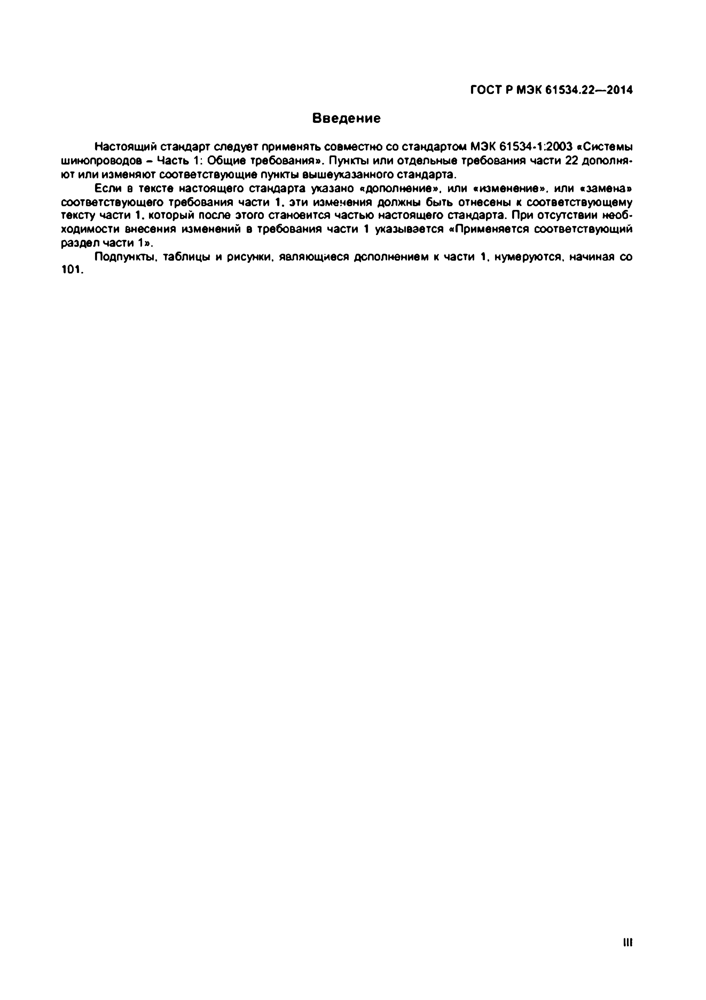 ГОСТ Р МЭК 61534.22—2014
Введение
Настоящий стандарт следует применять совместно со стандартом МЭК 61534-1:2003 «Системы
шинопроводов – Часть 1: Общие требования». Пункты или отдельные требования части 22 дополня-
ют или изменяют соответствующие пункты вышеуказанного стандарта.
Если в тексте настоящего стандарта указано «дополнение», или «изменение», или «замена»
соответствующего требования части 1, эти изменения должны быть отнесены к соответствующему
тексту части 1, который после этого становится частью настоящего стандарта. При отсутствии необ-
ходимости внесения изменений в требования части 1 указывается «Применяется соответствующий
раздел части 1».
Подпункты, таблицы и рисунки, являющиеся дополнением к части 1, нумеруются, начиная со
101.
III